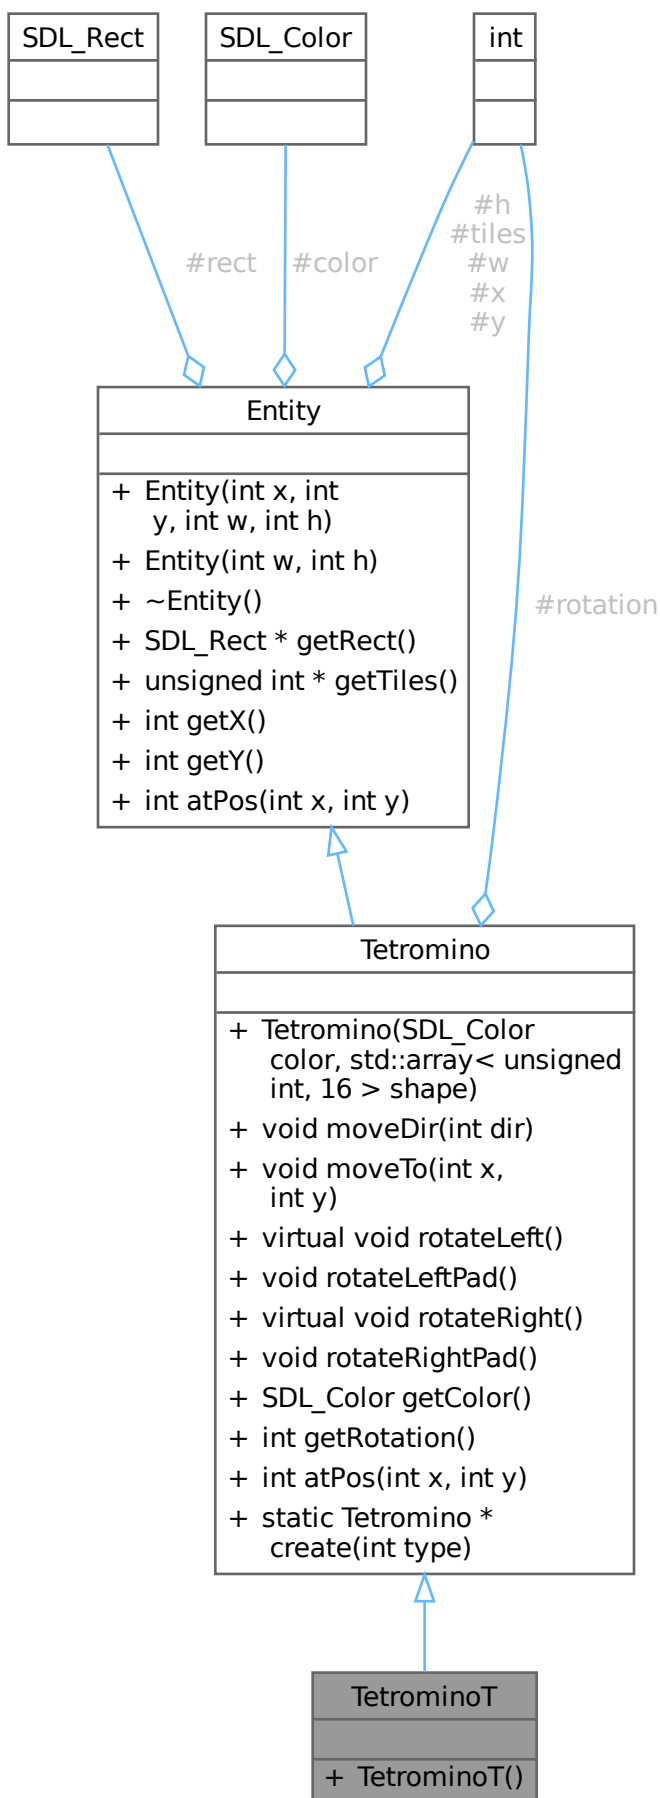 SDL_Rect
SDL_Color
int
#h
#tiles
#w
#x
#y
#rect
#color
Entity
+ Entity(int x, int
y, int w, int h)
+ Entity(int w, int h)
+ ~Entity()
+ SDL_Rect * getRect()
+ unsigned int * getTiles()
+ int getX()
+ int getY()
+ int atPos(int x, int y)
#rotation
Tetromino
+ Tetromino(SDL_Color
color, std::array< unsigned
int, 16 > shape)
+ void moveDir(int dir)
+ void moveTo(int x,
int y)
+ virtual void rotateLeft()
+ void rotateLeftPad()
+ virtual void rotateRight()
+ void rotateRightPad()
+ SDL_Color getColor()
+ int getRotation()
+ int atPos(int x, int y)
+ static Tetromino *
create(int type)
TetrominoT
+ TetrominoT()